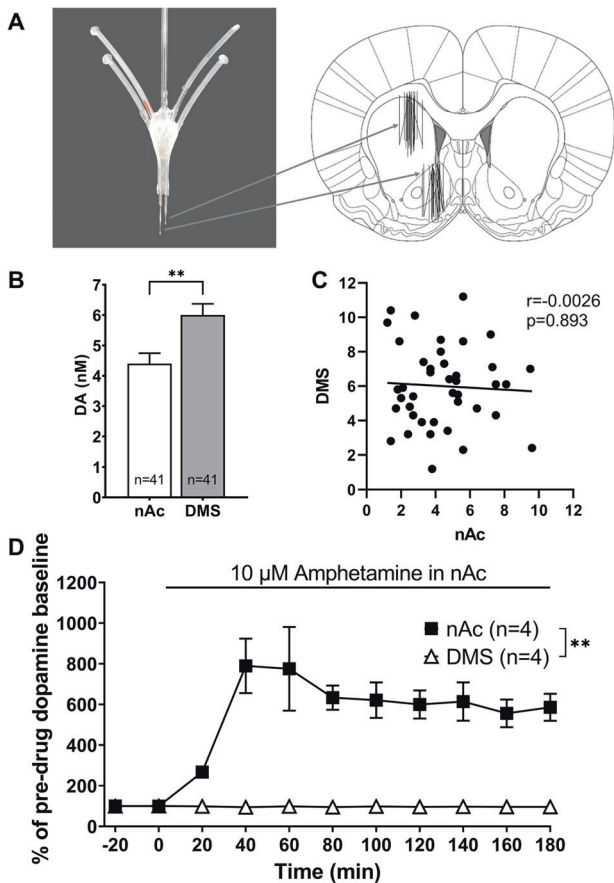 A
B
**
7
6
5
4
3
2
1
0
DA (nM)
n=41
n=41
nAc
DMS
C
r=-0.0026
p=0.893
12
10
8
6
4
2
0
DMS
0
2
4
6
8
10
12
nAc
D
10 µM Amphetamine in nAc
1200
1000
800
600
400
200
0
% of pre-drug dopamine baseline
nAc (n=4)
DMS (n=4)
**
-20
0
20
40
60
80
100
120
140
160
180
Time (min)